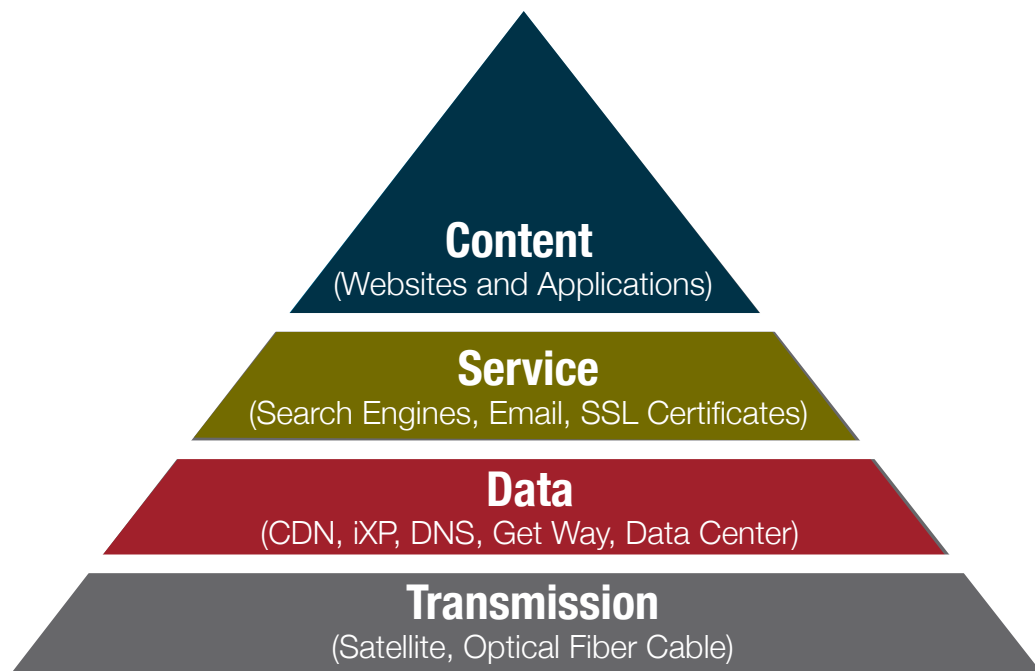 Content
(Websites and Applications)
Service
(Search Engines, Email, SSL Certificates)
Data
(CDN, iXP, DNS, Get Way, Data Center)
Transmission
(Satellite, Optical Fiber Cable)